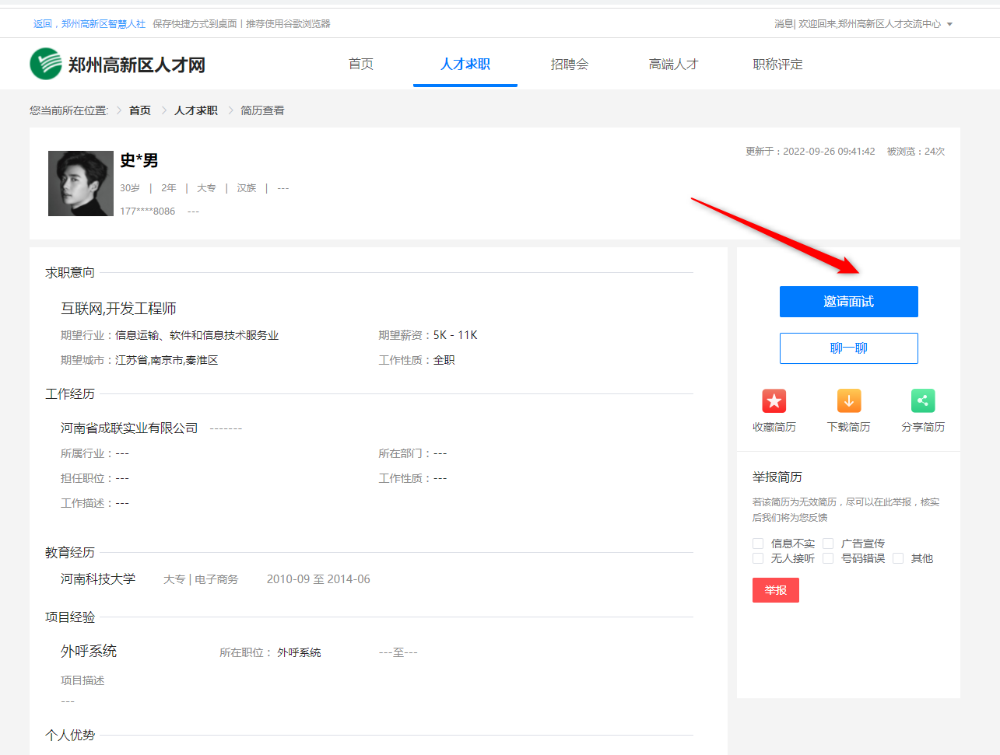 返回，郑州高新区智慧人社 保存快捷方式到桌面 | 推荐使用谷歌浏览器
消息| 欢迎回来,郑州高新区人才交流中心
郑州高新区人才网
首页 人才求职 招聘会 高端人才 职称评定
您当前所在位置: 首页 人才求职 简历查看
史*男
更新于：2022-09-26 09:41:42 被浏览：24次
30岁 | 2年 | 大专 | 汉族 | ---
177****8086 ---
求职意向
互联网,开发工程师
期望行业：信息运输、软件和信息技术服务业 期望薪资：5K - 11K
期望城市：江苏省,南京市,秦淮区 工作性质：全职
工作经历
河南省成联实业有限公司 -------
所属行业：--- 所在部门：---
担任职位：--- 工作性质：---
工作描述：---
教育经历
河南科技大学 大专 | 电子商务 2010-09 至 2014-06
项目经验
外呼系统 所在职位： 外呼系统 ---至---
项目描述
---
个人优势
邀请面试
聊一聊
收藏简历 下载简历 分享简历
举报简历
若该简历为无效简历，尽可以在此举报，核实
后我们将为您反馈
信息不实 广告宣传
无人接听 号码错误 其他
举报